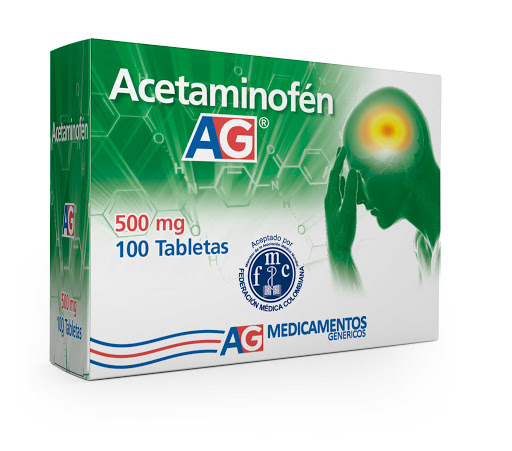 Acetaminofén
AG®
500 mg
100 Tabletas
Aceptado por
fmc
FEDERACIÓN MÉDICA COLOMBIANA
AG MEDICAMENTOS
GENÉRICOS
Acetaminofén
AG
500 mg
100 Tabletas